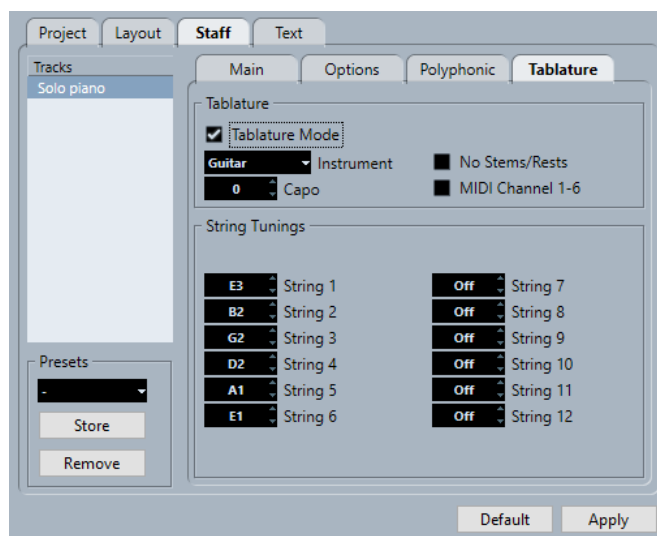 Project Layout Staff Text
Tracks
Solo piano
Main Options Polyphonic Tablature
Tablature
Tablature Mode
Guitar Instrument No Stems/Rests
0 Capo MIDI Channel 1-6
String Tunings
E3 String 1 Off String 7
B2 String 2 Off String 8
G2 String 3 Off String 9
D2 String 4 Off String 10
A1 String 5 Off String 11
E1 String 6 Off String 12
Presets
-
Store
Remove
Default Apply